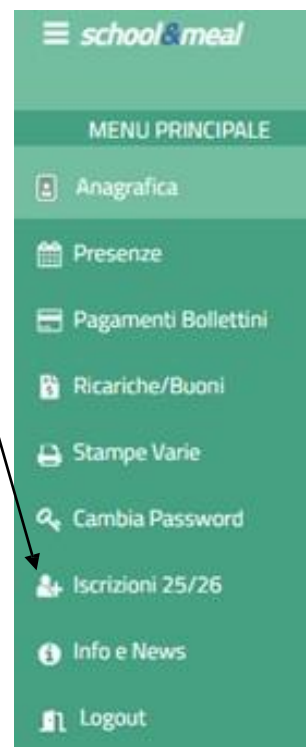 school&meal
MENU PRINCIPALE
Anagrafica
Presenze
Pagamenti Bollettini
Ricariche/Buoni
Stampe Varie
Cambia Password
Iscrizioni 25/26
Info e News
Logout